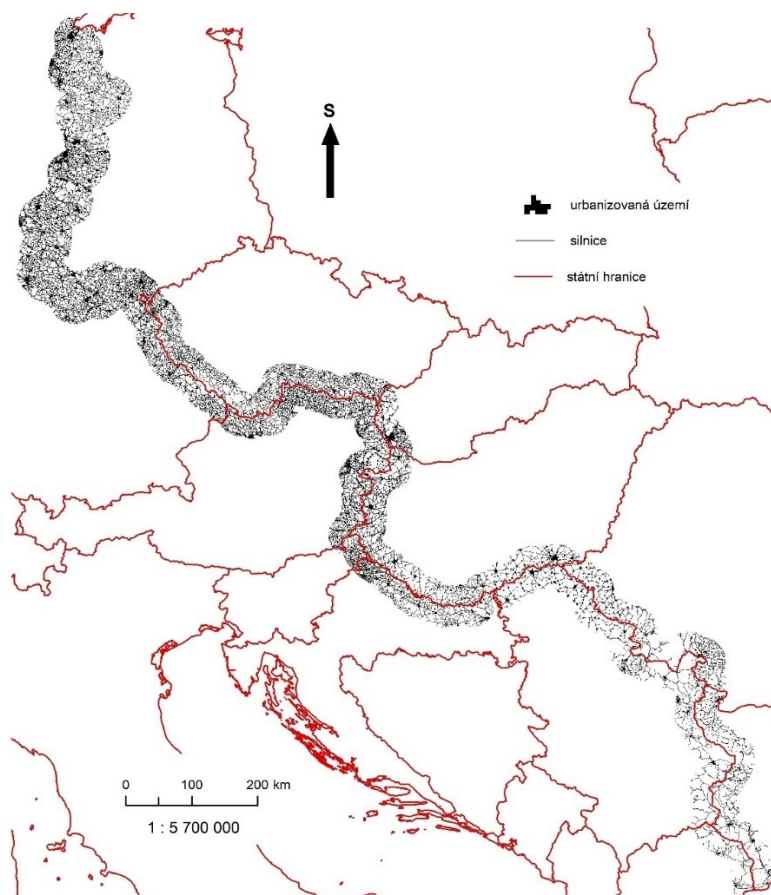 S
urbanizovaná území
silnice
státní hranice
0 100 200 km
1 : 5 700 000